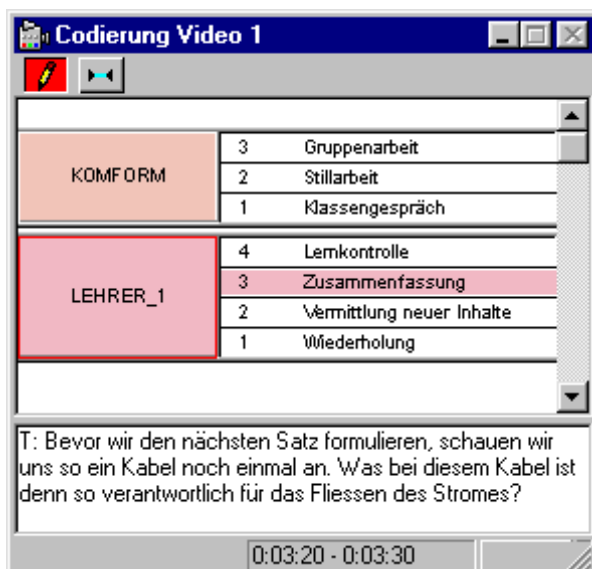 Codierung Video 1
KOMFORM
3 Gruppenarbeit
2 Stillarbeit
1 Klassengespräch
LEHRER_1
4 Lernkontrolle
3 Zusammenfassung
2 Vermittlung neuer Inhalte
1 Wiederholung
T: Bevor wir den nächsten Satz formulieren, schauen wir
uns so ein Kabel noch einmal an. Was bei diesem Kabel ist
denn so verantwortlich für das Fliessen des Stromes?
0:03:20 - 0:03:30